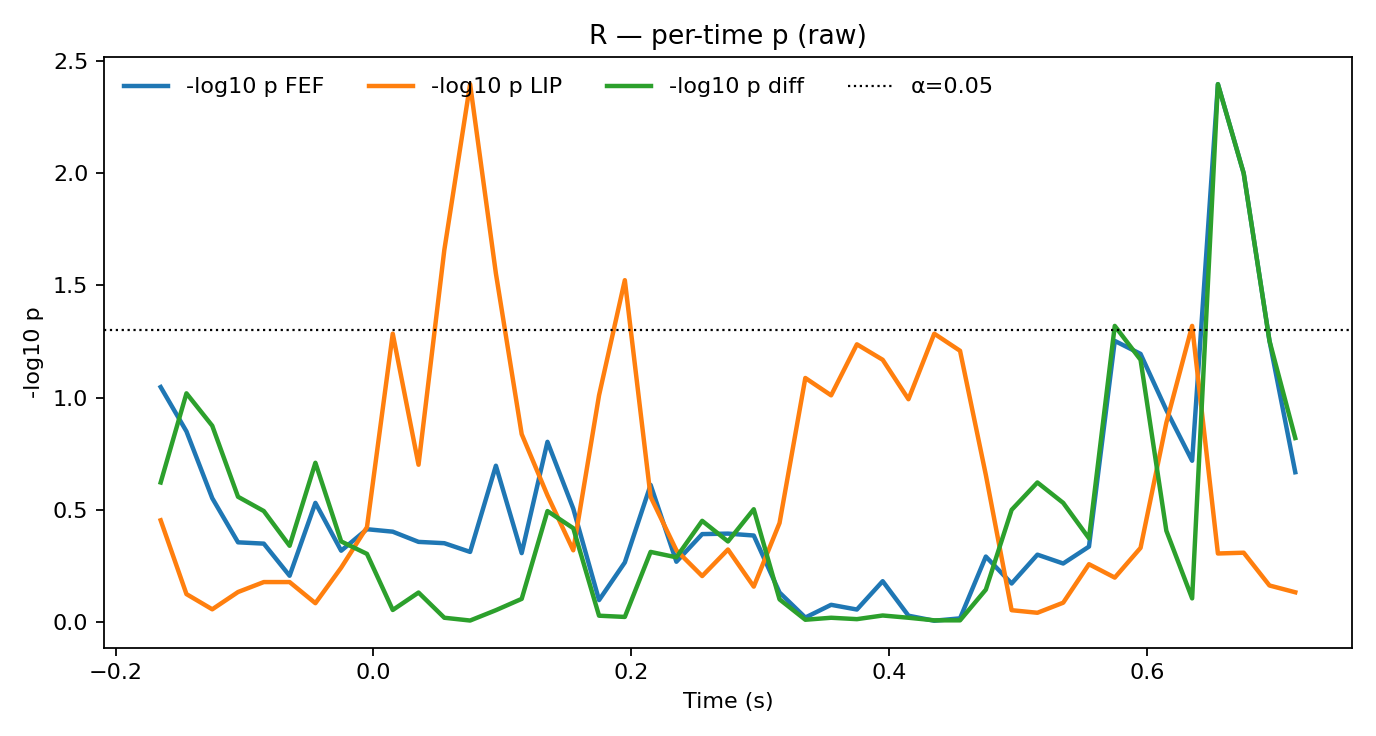 R — per-time p (raw)
-log10 p FEF -log10 p LIP -log10 p diff α=0.05
2.5
2.0
1.5
1.0
0.5
0.0
-log10 p
−0.2 0.0 0.2 0.4 0.6
Time (s)